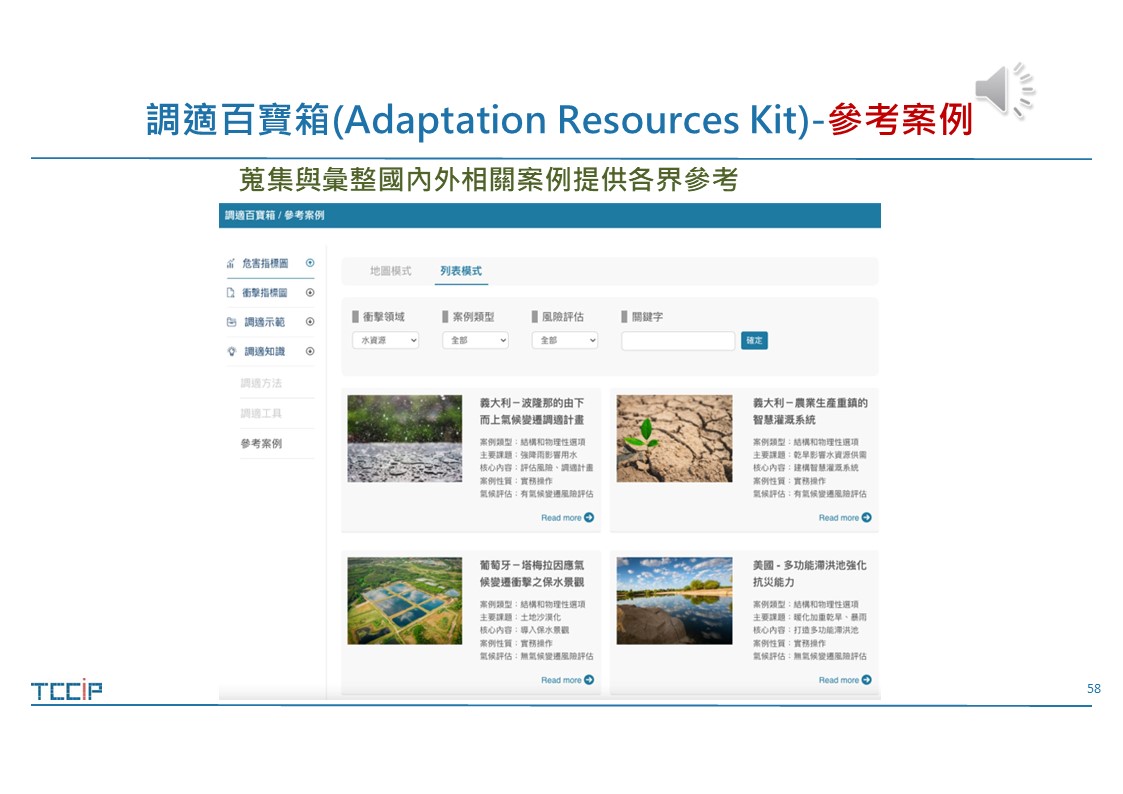 調適百寶箱(Adaptation Resources Kit)-參考案例
蒐集與彙整國內外相關案例提供各界參考
調適百寶箱 / 參考案例
危害指標圖
衝擊指標圖
調適示範
調適知識
調適方法
調適工具
參考案例
地圖模式 列表模式
衝擊領域 案例類型 風險評估 關鍵字
水資源 全部 全部 確定
義大利－波隆那的由下
而上氣候變遷調適計畫
案例類型：結構和物理性選項
主要課題：強降雨影響用水
核心內容：評估風險、調適計畫
案例性質：實務操作
氣候評估：有氣候變遷風險評估
Read more
義大利－農業生產重鎮的
智慧灌溉系統
案例類型：結構和物理性選項
主要課題：乾旱影響水資源供需
核心內容：建構智慧灌溉系統
案例性質：實務操作
氣候評估：有氣候變遷風險評估
Read more
葡萄牙－塔梅拉因應氣
候變遷衝擊之保水景觀
案例類型：結構和物理性選項
主要課題：土地沙漠化
核心內容：導入保水景觀
案例性質：實務操作
氣候評估：無氣候變遷風險評估
Read more
美國 - 多功能滯洪池強化
抗災能力
案例類型：結構和物理性選項
主要課題：暖化加重乾旱、暴雨
核心內容：打造多功能滯洪池
案例性質：實務操作
氣候評估：無氣候變遷風險評估
Read more
TCCiP
58